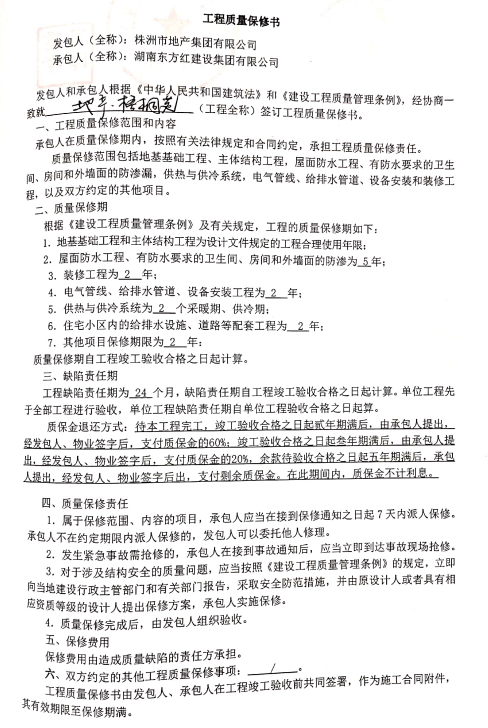 工程质量保修书
发包人（全称）：株洲市地产集团有限公司
承包人（全称）：湖南东方红建设集团有限公司
发包人和承包人根据《中华人民共和国建筑法》和《建设工程质量管理条例》，经协商一
致就 地产·梧桐苑 （工程全称）签订工程质量保修书。
一、工程质量保修范围和内容
承包人在质量保修期内，按照有关法律规定和合同约定，承担工程质量保修责任。
质量保修范围包括地基基础工程、主体结构工程，屋面防水工程、有防水要求的卫生
间、房间和外墙面的防渗漏，供热与供冷系统，电气管线、给排水管道、设备安装和装修工
程，以及双方约定的其他项目。
二、质量保修期
根据《建设工程质量管理条例》及有关规定，工程的质量保修期如下：
1．地基基础工程和主体结构工程为设计文件规定的工程合理使用年限；
2．屋面防水工程、有防水要求的卫生间、房间和外墙面的防渗为 5 年；
3．装修工程为 2 年；
4．电气管线、给排水管道、设备安装工程为 2 年；
5．供热与供冷系统为 2 个采暖期、供冷期；
6．住宅小区内的给排水设施、道路等配套工程为 2 年；
7．其他项目保修期限为 2 年：
质量保修期自工程竣工验收合格之日起计算。
三、缺陷责任期
工程缺陷责任期为 24 个月，缺陷责任期自工程竣工验收合格之日起计算。单位工程先
于全部工程进行验收，单位工程缺陷责任期自单位工程验收合格之日起算。
质保金退还方式：待本工程完工，竣工验收合格之日起贰年期满后，由承包人提出，
经发包人、物业签字后，支付质保金的60%；竣工验收合格之日起叁年期满后，由承包人提
出，经发包人、物业签字后，支付质保金的20%，余款待验收合格之日起五年期满后，承包
人提出，经发包人、物业签字后出，支付剩余质保金。在此期间内，质保金不计利息。
四、质量保修责任
1．属于保修范围、内容的项目，承包人应当在接到保修通知之日起 7 天内派人保修。
承包人不在约定期限内派人保修的，发包人可以委托他人修理。
2．发生紧急事故需抢修的，承包人在接到事故通知后，应当立即到达事故现场抢修。
3．对于涉及结构安全的质量问题，应当按照《建设工程质量管理条例》的规定，立即
向当地建设行政主管部门和有关部门报告，采取安全防范措施，并由原设计人或者具有相
应资质等级的设计人提出保修方案，承包人实施保修。
4．质量保修完成后，由发包人组织验收。
五、保修费用
保修费用由造成质量缺陷的责任方承担。
六、双方约定的其他工程质量保修事项： / 。
工程质量保修书由发包人、承包人在工程竣工验收前共同签署，作为施工合同附件，
其有效期限至保修期满。